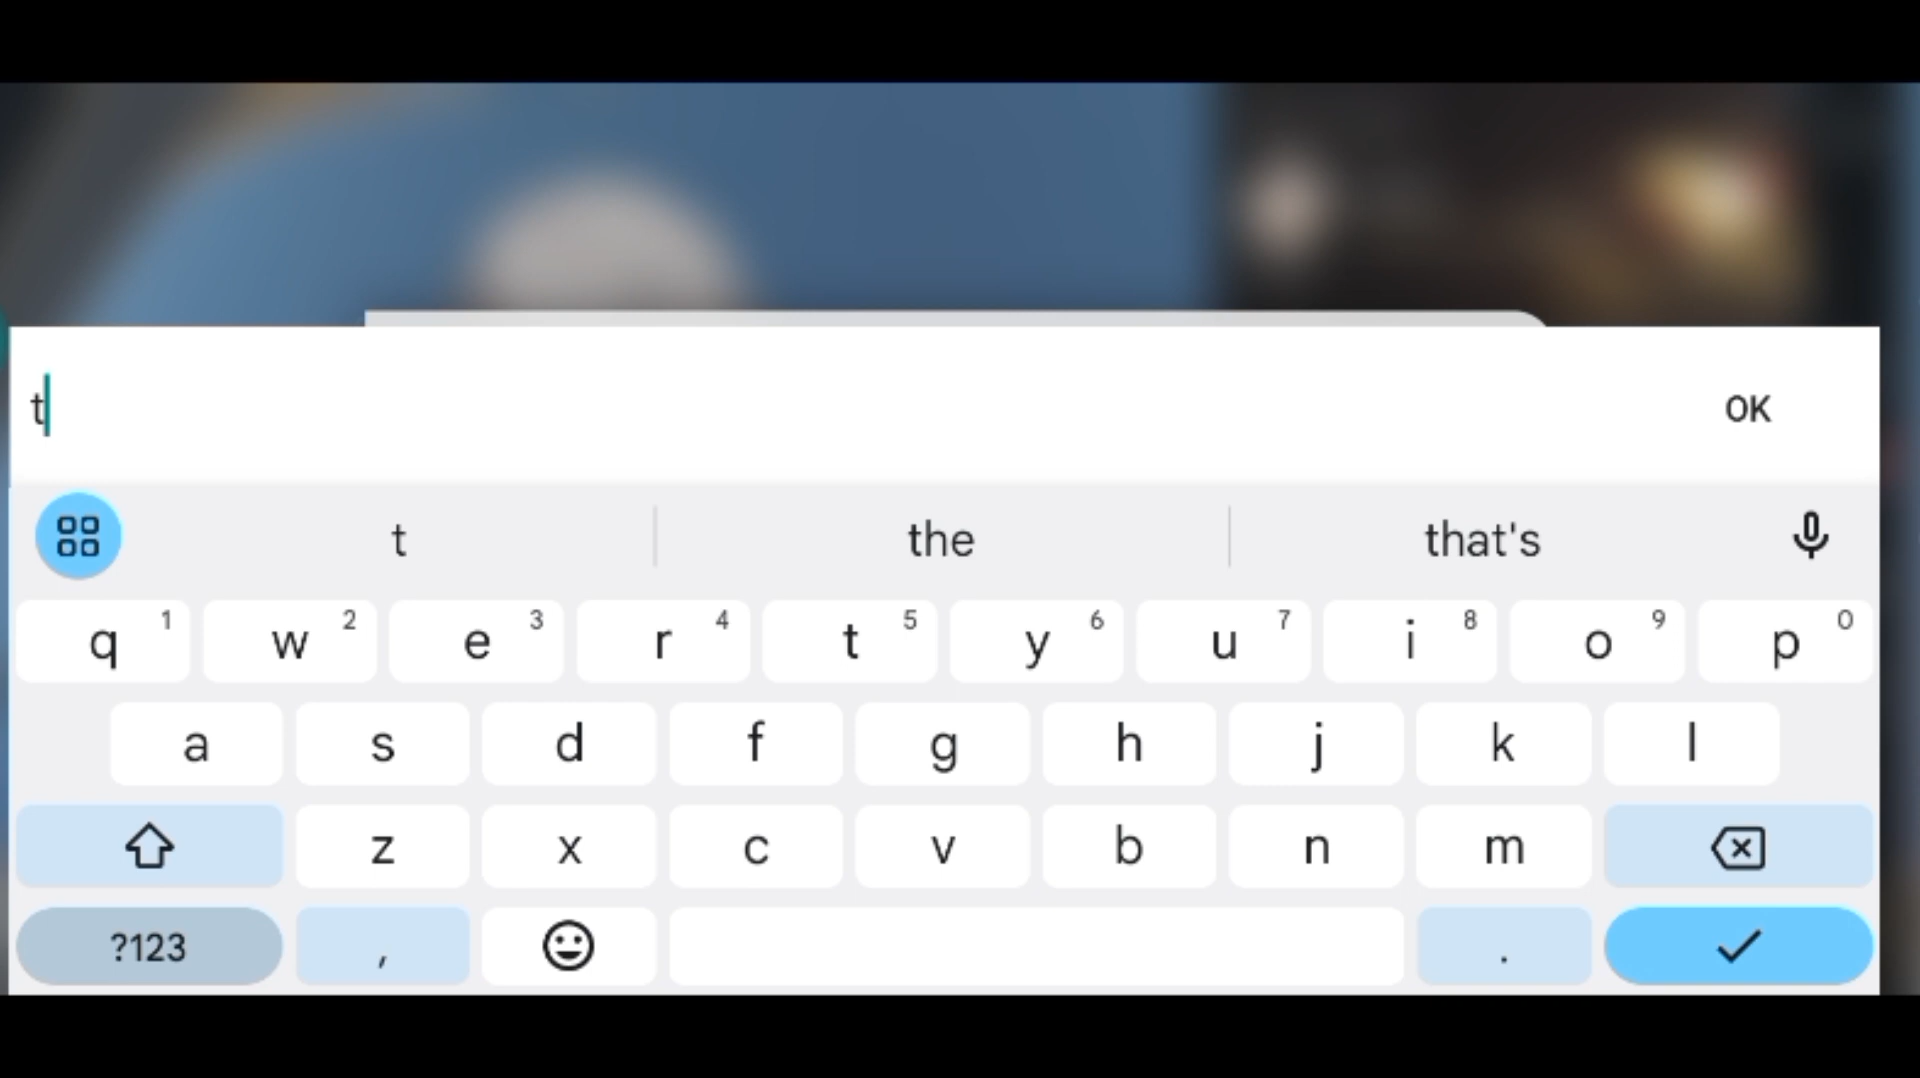 t
OK
t the that's
q 1 w 2 e 3 r 4 t 5 y 6 u 7 i 8 o 9 p 0
a s d f g h j k l
z x c v b n m
?123 , .